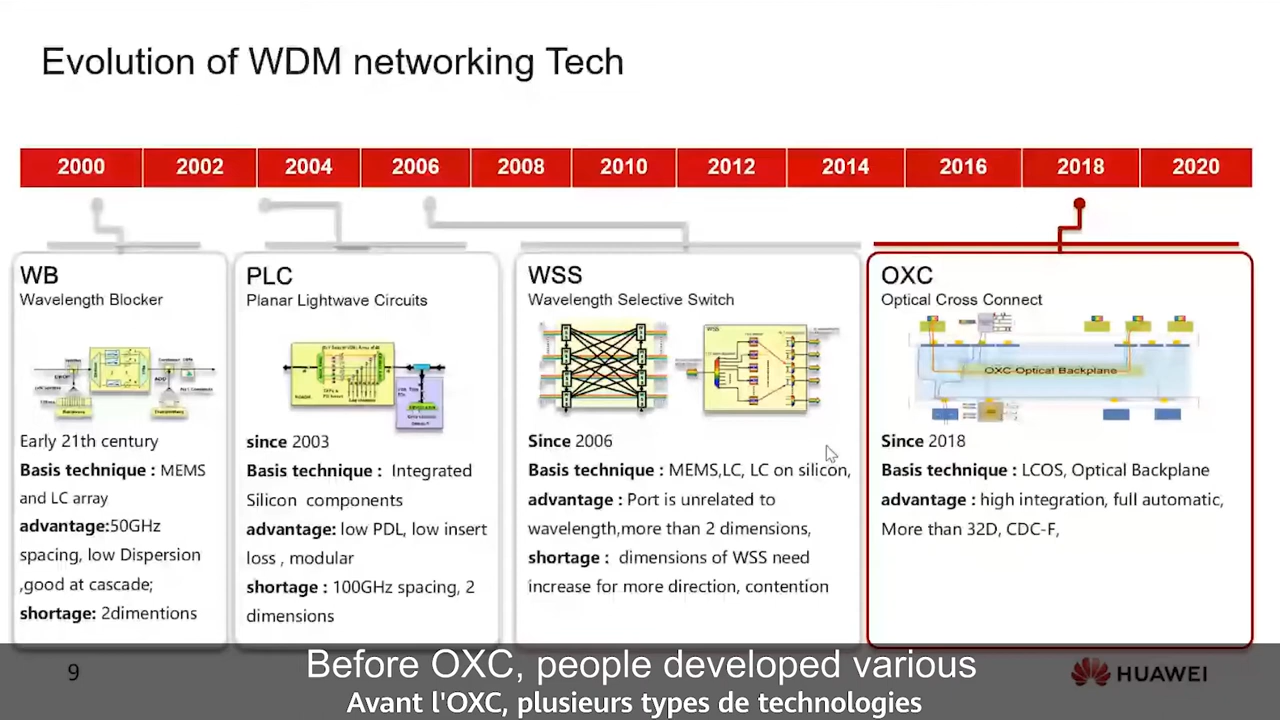 Evolution of WDM networking Tech
2000 2002 2004 2006 2008 2010 2012 2014 2016 2018 2020
WB
Wavelength Blocker
Early 21th century
Basis technique : MEMS
and LC array
advantage:50GHz
spacing, low Dispersion
,good at cascade;
shortage: 2dimentions
PLC
Planar Lightwave Circuits
since 2003
Basis technique : Integrated
Silicon components
advantage: low PDL, low insert
loss , modular
shortage : 100GHz spacing, 2
dimensions
WSS
Wavelength Selective Switch
WSS
Since 2006
Basis technique : MEMS,LC, LC on silicon,
advantage : Port is unrelated to
wavelength,more than 2 dimensions,
shortage : dimensions of WSS need
increase for more direction, contention
OXC
Optical Cross Connect
OXC-Optical Backplane
Since 2018
Basis technique : LCOS, Optical Backplane
advantage : high integration, full automatic,
More than 32D, CDC-F,
9
HUAWEI
Before OXC, people developed various
Avant l'OXC, plusieurs types de technologies